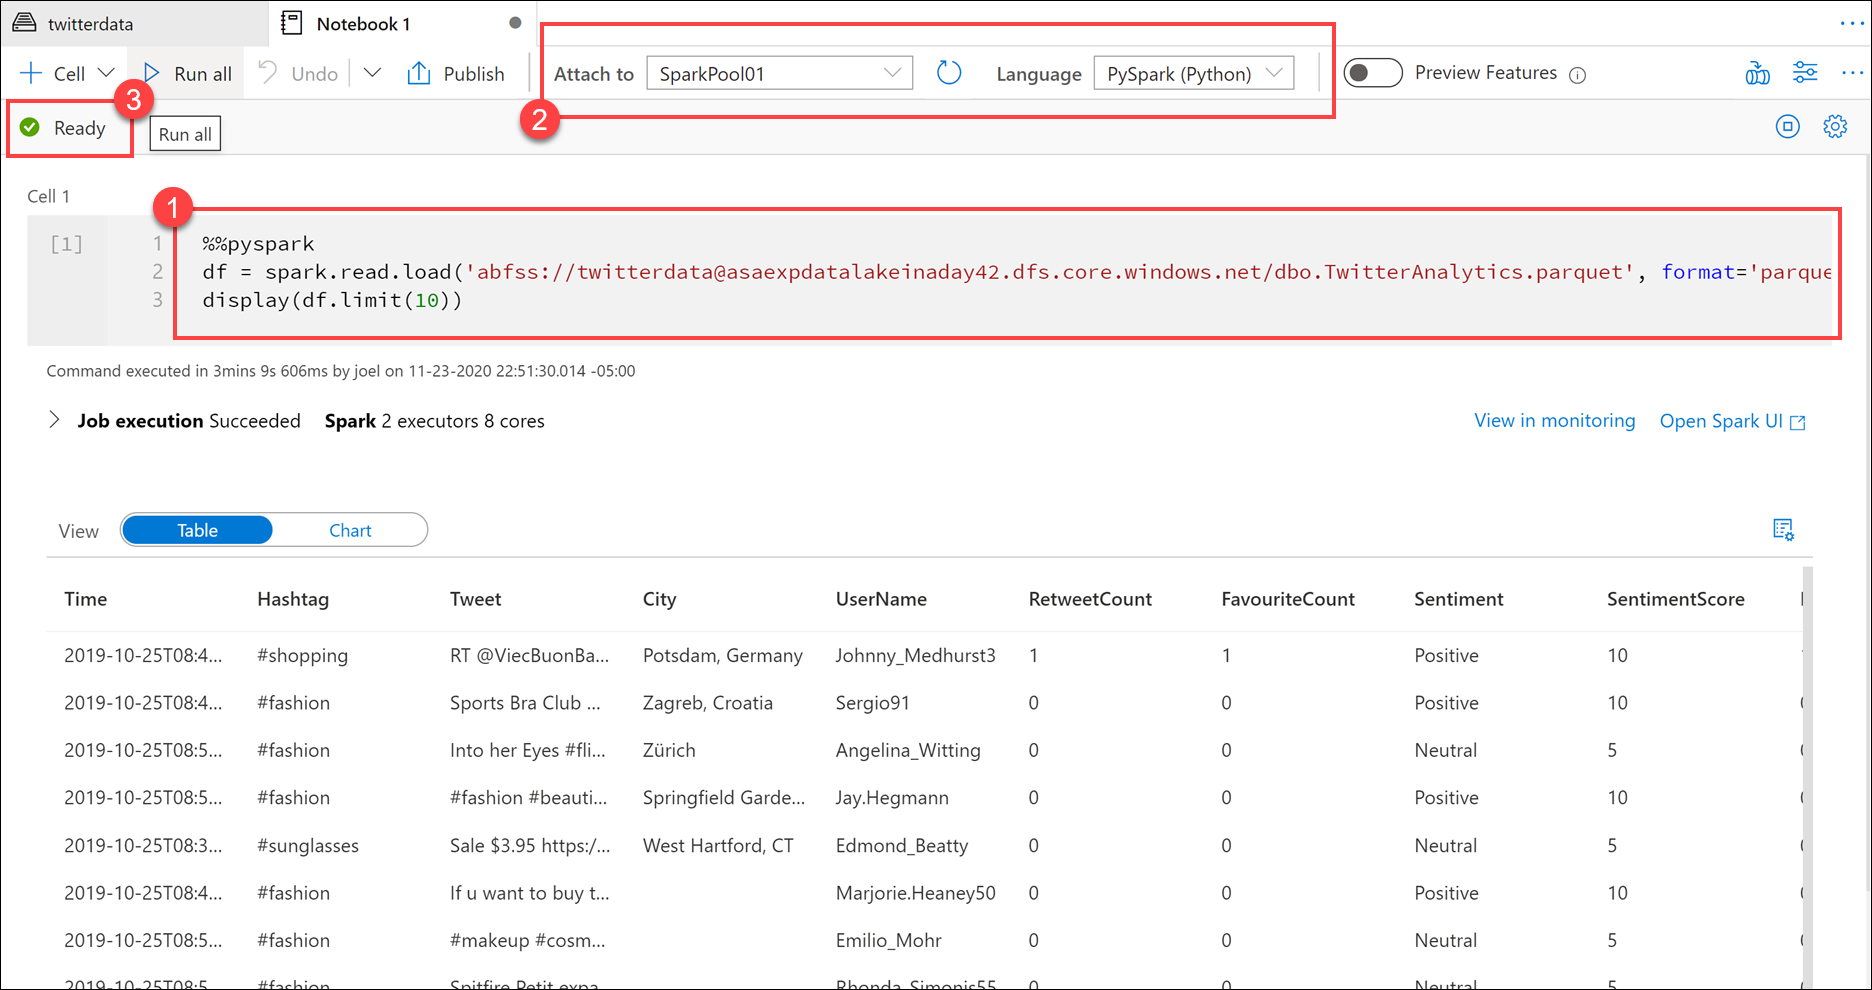 twitterdata
Notebook 1
Cell
Run all
Undo
Publish
Attach to
SparkPool01
Language
PySpark (Python)
Preview Features
3
2
Ready
Run all
Cell 1
1
[1]
1 %%pyspark
2 df = spark.read.load('abfss://twitterdata@asaexpdatalakeinaday42.dfs.core.windows.net/dbo.TwitterAnalytics.parquet', format='parque
3 display(df.limit(10))
Command executed in 3mins 9s 606ms by joel on 11-23-2020 22:51:30.014 -05:00
Job execution Succeeded Spark 2 executors 8 cores
View in monitoring
Open Spark UI
View Table Chart
Time Hashtag Tweet City UserName RetweetCount FavouriteCount Sentiment SentimentScore
2019-10-25T08:4... #shopping RT @ViecBuonBa... Potsdam, Germany Johnny_Medhurst3 1 1 Positive 10
2019-10-25T08:4... #fashion Sports Bra Club ... Zagreb, Croatia Sergio91 0 0 Positive 10
2019-10-25T08:5... #fashion Into her Eyes #fli... Zürich Angelina_Witting 0 0 Neutral 5
2019-10-25T08:5... #fashion #fashion #beauti... Springfield Garde... Jay.Hegmann 0 0 Positive 10
2019-10-25T08:3... #sunglasses Sale $3.95 https:/... West Hartford, CT Edmond_Beatty 0 0 Neutral 5
2019-10-25T08:4... #fashion If u want to buy t... Marjorie.Heaney50 0 0 Positive 10
2019-10-25T08:5... #fashion #makeup #cosm... Emilio_Mohr 0 0 Neutral 5
2019-10-25T08:5... #fashion Spitfire Petit expa... Rhonda_Simonis55 0 0 Neutral 5